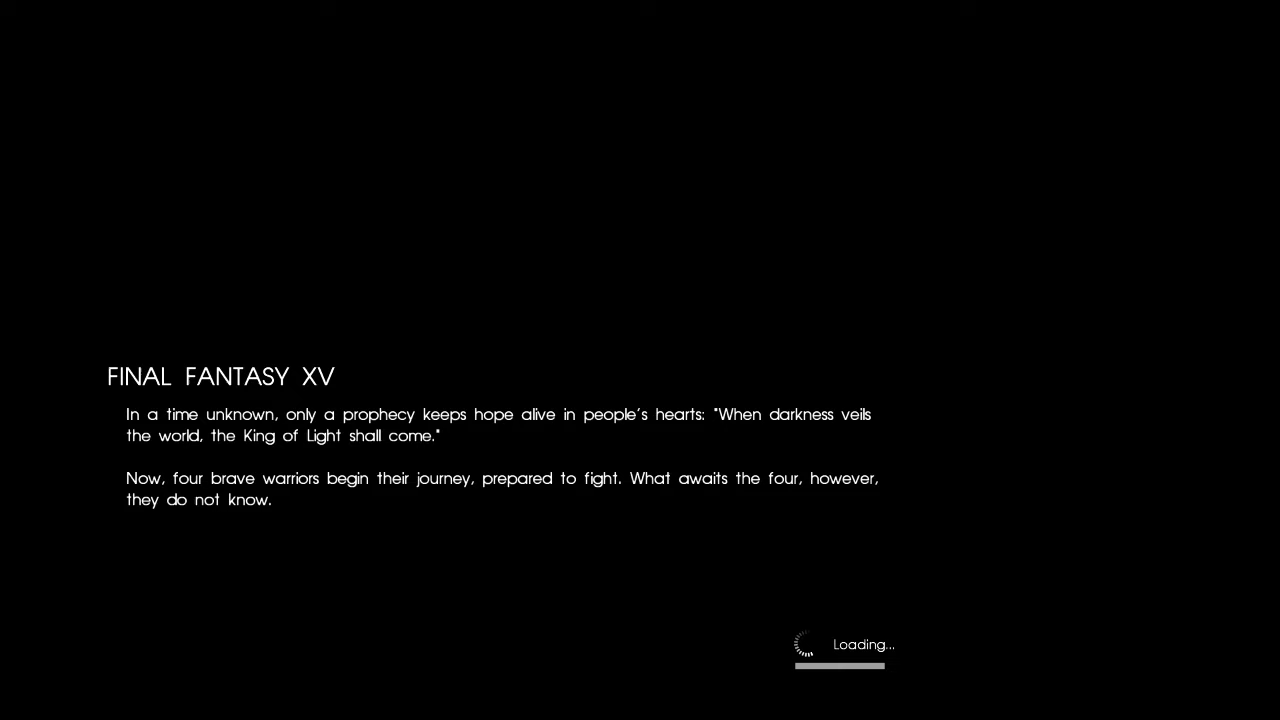 FINAL FANTASY XV
In a time unknown, only a prophecy keeps hope alive in people's hearts: "When darkness veils
the world, the King of Light shall come."
Now, four brave warriors begin their journey, prepared to fight. What awaits the four, however,
they do not know.
Loading...